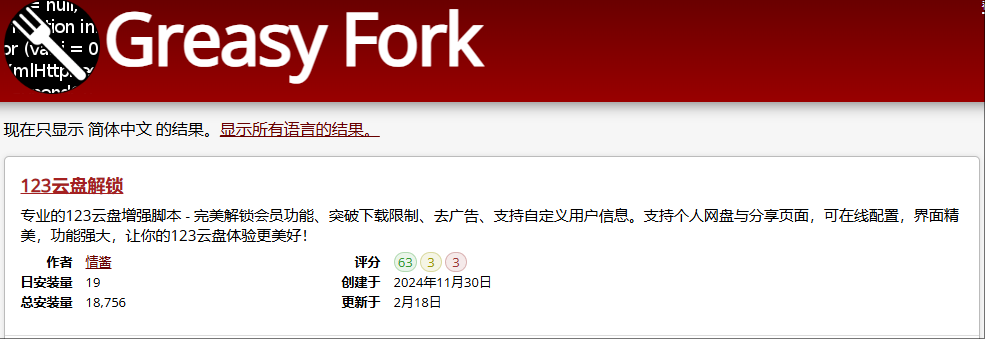 = null,
tion in
or (va i = 0
XmlHttp
Greasy Fork
现在只显示 简体中文 的结果。显示所有语言的结果。
123云盘解锁
专业的123云盘增强脚本 - 完美解锁会员功能、突破下载限制、去广告、支持自定义用户信息。支持个人网盘与分享页面，可在线配置，界面精
美，功能强大，让你的123云盘体验更美好！
作者 情酱 评分 63 3 3
日安装量 19 创建于 2024年11月30日
总安装量 18,756 更新于 2月18日